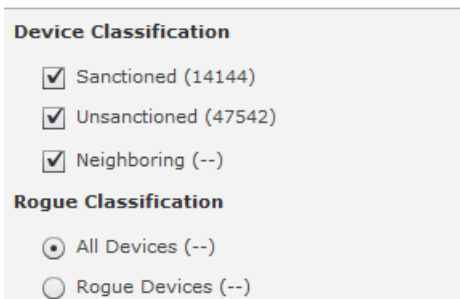 Device Classification
Sanctioned (14144)
Unsanctioned (47542)
Neighboring (--)
Rogue Classification
All Devices (--)
Rogue Devices (--)